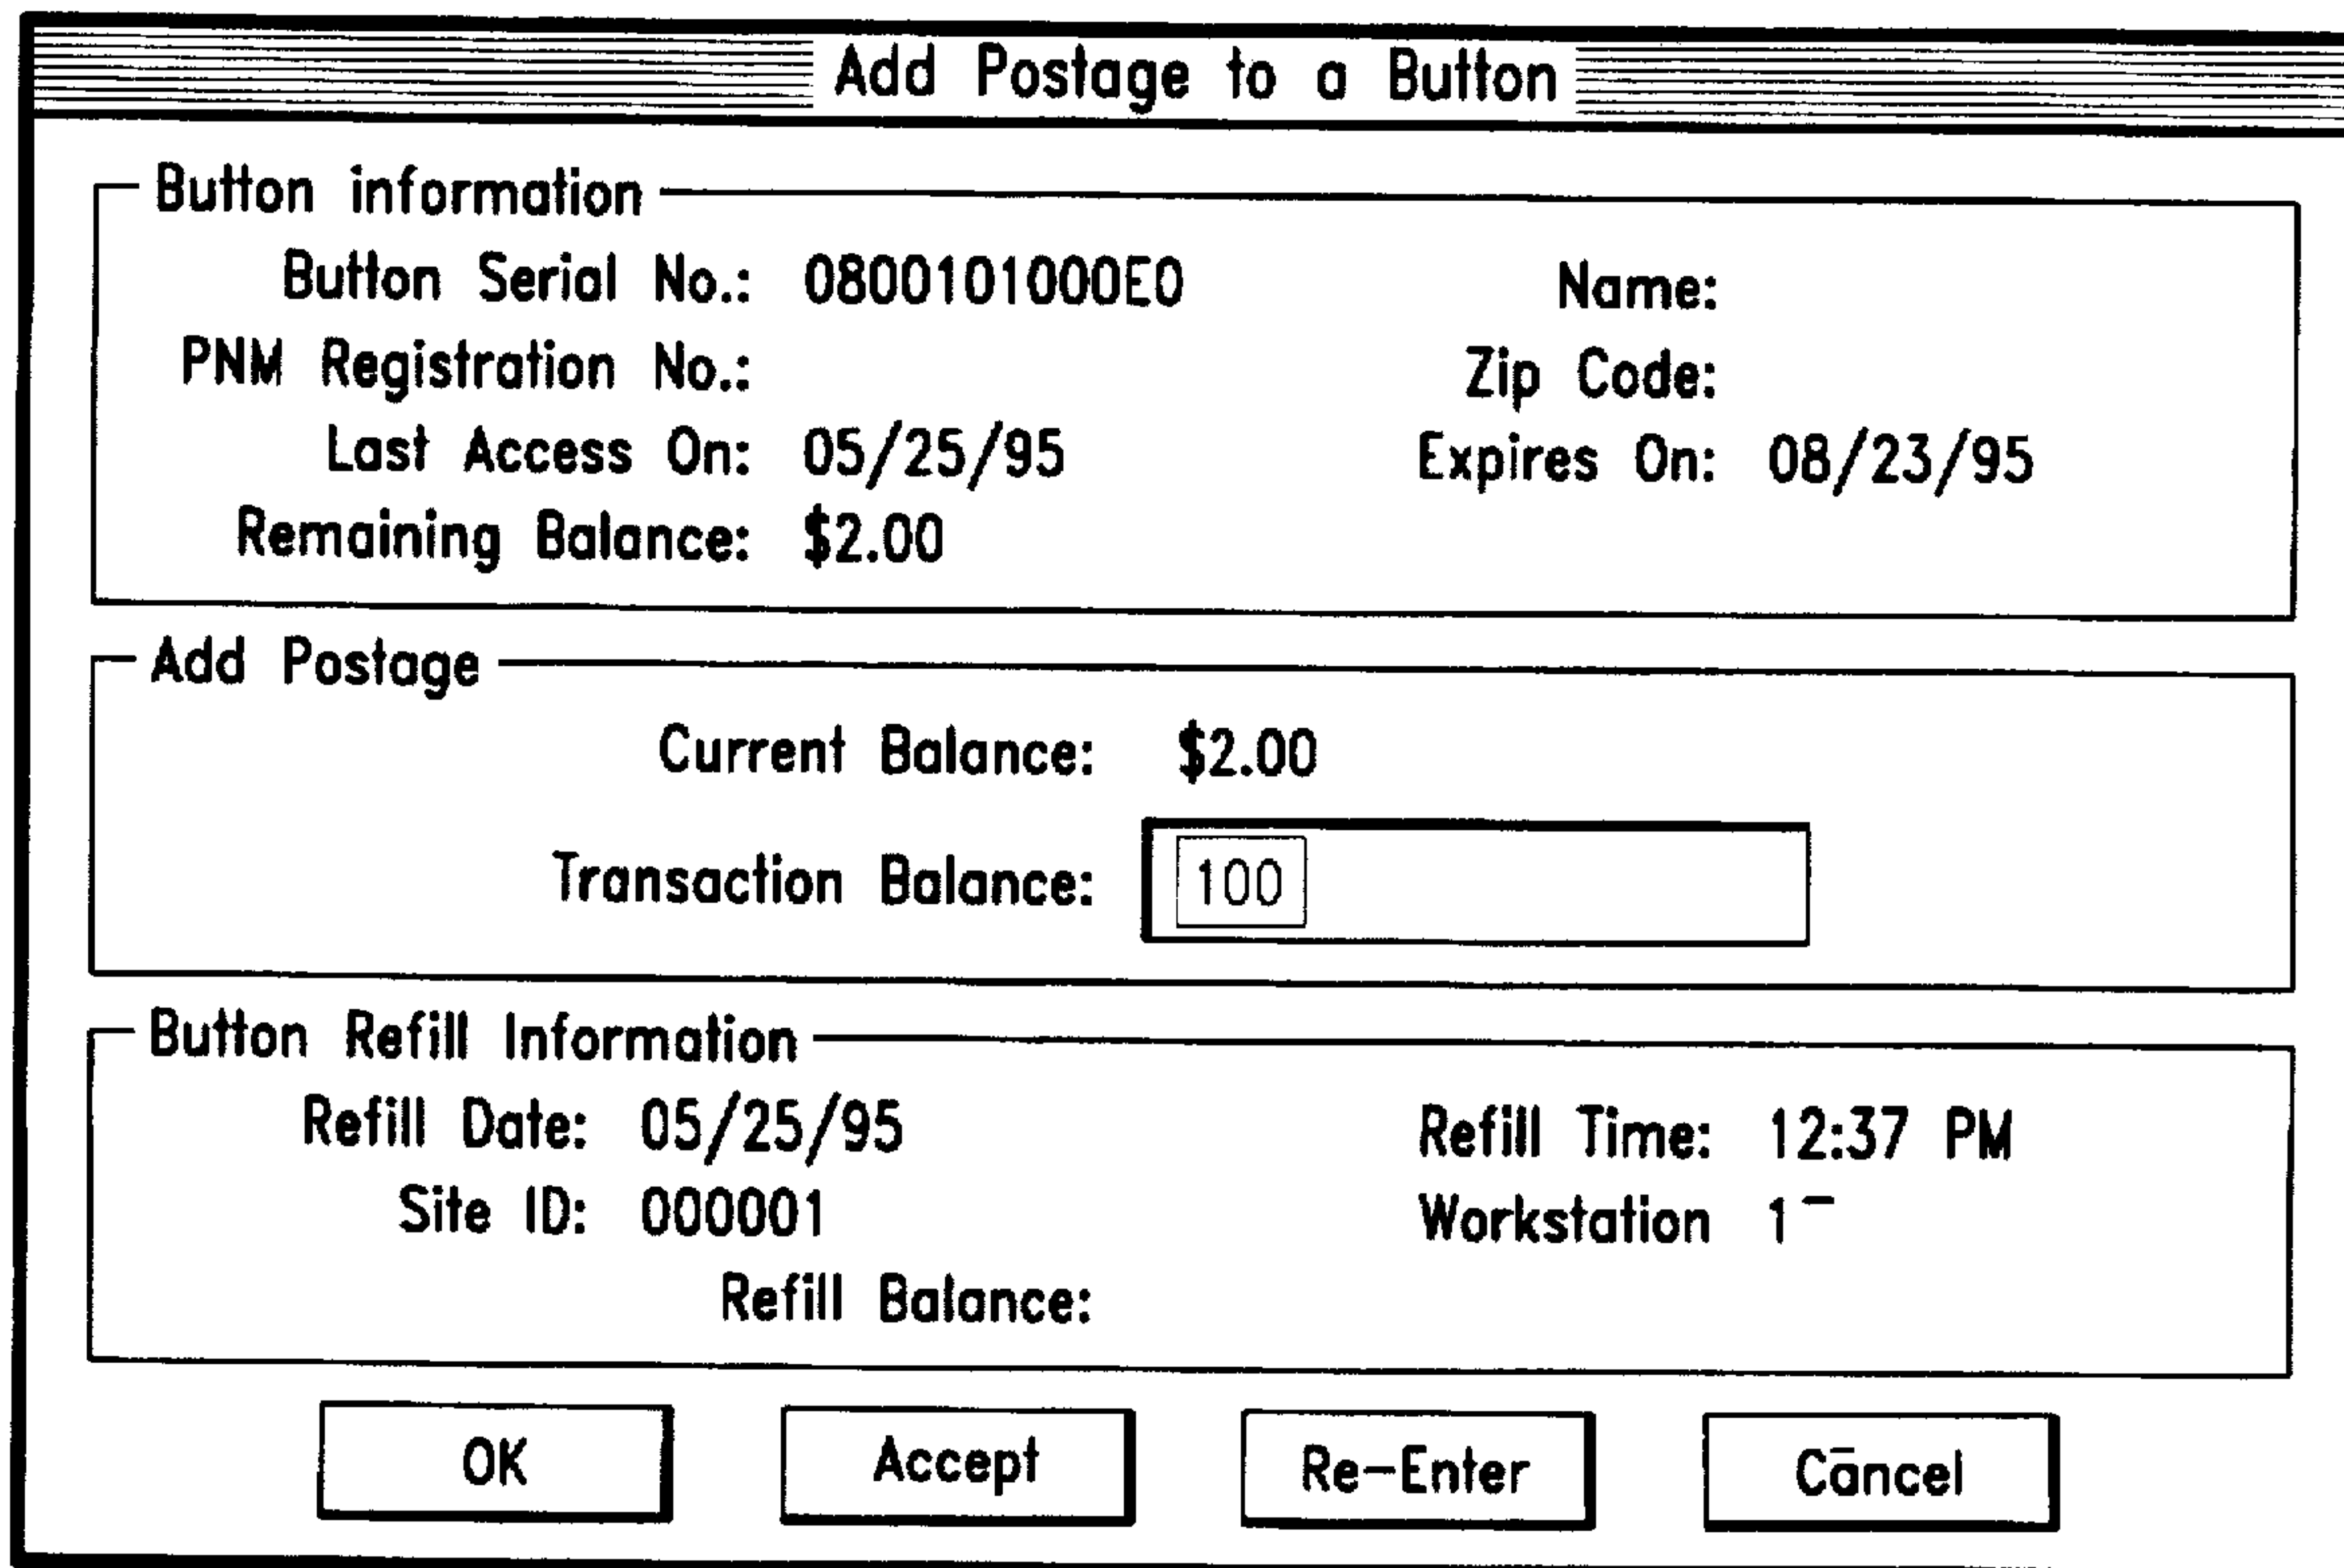 Add Postage to a Button
Button information
Button Serial No.: 0800101000E0 Name:
PNM Registration No.: Zip Code:
Last Access On: 05/25/95 Expires On: 08/23/95
Remaining Balance: $2.00
Add Postage
Current Balance: $2.00
Transaction Balance: 100
Button Refill Information
Refill Date: 05/25/95 Refill Time: 12:37 PM
Site ID: 000001 Workstation 1
Refill Balance:
OK Accept Re-Enter Cancel